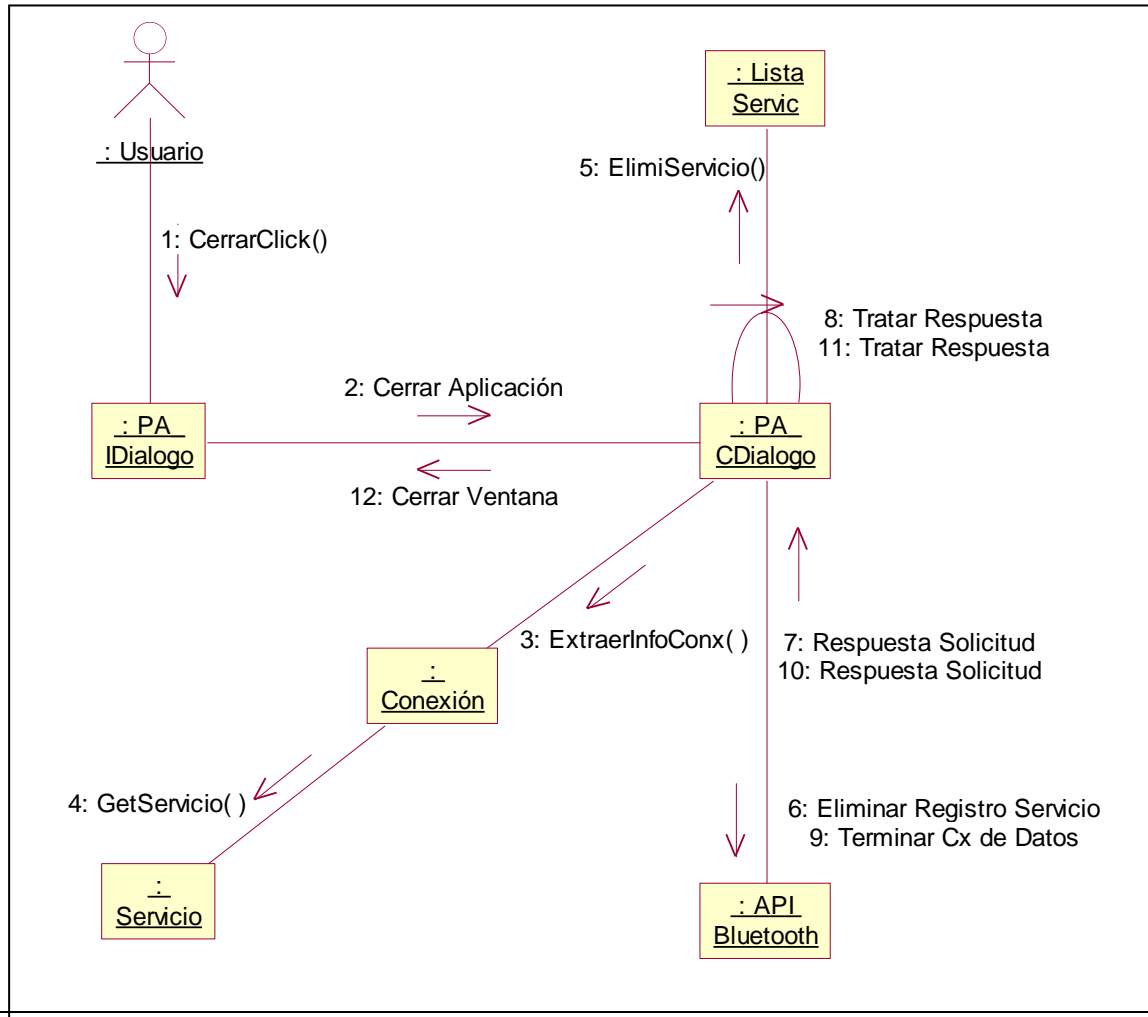 : Lista
Servic
: Usuario
5: ElimiServicio()
1: CerrarClick()
8: Tratar Respuesta
11: Tratar Respuesta
2: Cerrar Aplicación
: PA_
IDialogo
: PA_
CDialogo
12: Cerrar Ventana
3: ExtraerInfoConx( )
7: Respuesta Solicitud
10: Respuesta Solicitud
:
Conexión
4: GetServicio( )
6: Eliminar Registro Servicio
9: Terminar Cx de Datos
:
Servicio
: API
Bluetooth